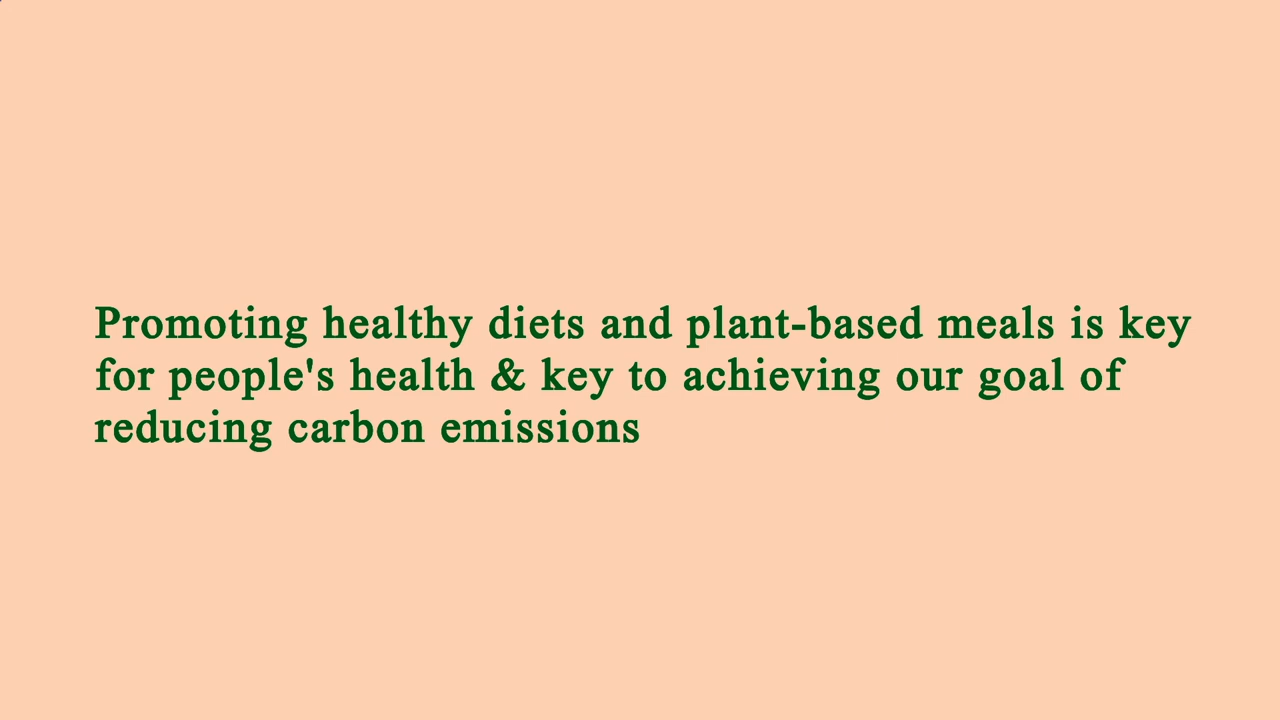 Promoting healthy diets and plant-based meals is key
for people's health & key to achieving our goal of
reducing carbon emissions